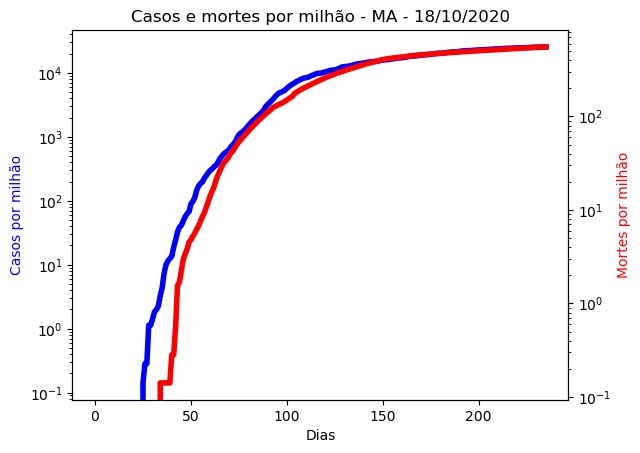 Casos e mortes por milhão - MA - 18/10/2020
Casos por milhão
10⁴
10³
10²
10¹
10⁰
10⁻¹
10²
10¹
10⁰
10⁻¹
Mortes por milhão
0 50 100 150 200
Dias